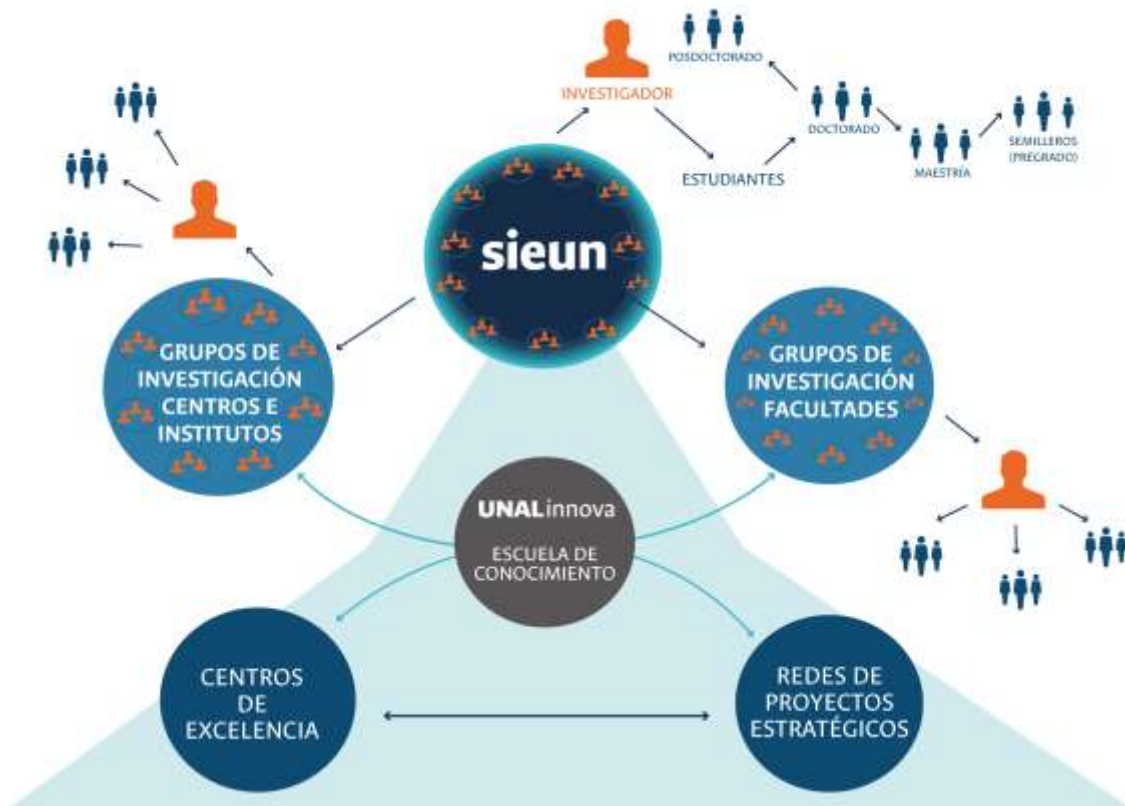 POSDOCTORADO
INVESTIGADOR
DOCTORADO
SEMILLEROS
(PREGRADO)
MAESTRÍA
ESTUDIANTES
sieun
GRUPOS DE
INVESTIGACIÓN
CENTROS E
INSTITUTOS
GRUPOS DE
INVESTIGACIÓN
FACULTADES
UNALinnova
ESCUELA DE
CONOCIMIENTO
CENTROS
DE
EXCELENCIA
REDES DE
PROYECTOS
ESTRATÉGICOS